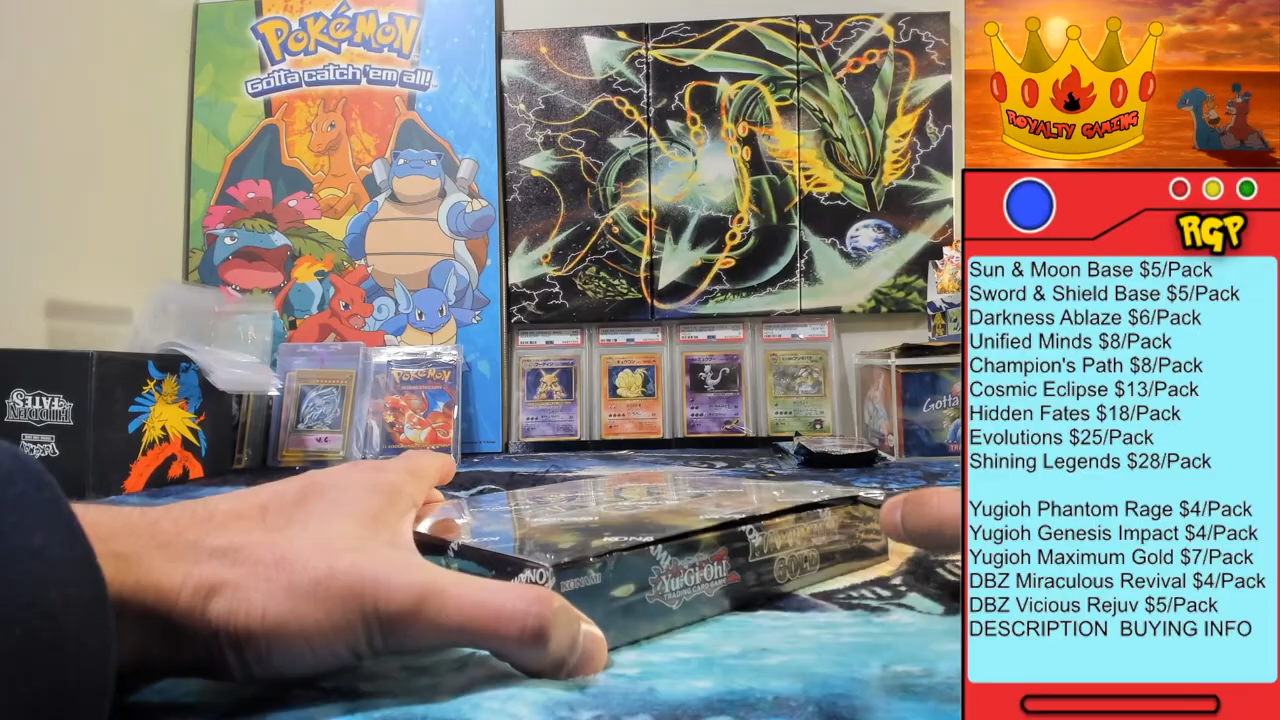 POKéMON
Gotta catch 'em all!
HIDDEN
FATES
POKéMON
V.G.
POKéMON
Gotta
KONAMI
Yu-Gi-Oh!
TRADING CARD GAME
MAXIMUM
GOLD
ROYALTY GAMING
RGP
Sun & Moon Base $5/Pack
Sword & Shield Base $5/Pack
Darkness Ablaze $6/Pack
Unified Minds $8/Pack
Champion's Path $8/Pack
Cosmic Eclipse $13/Pack
Hidden Fates $18/Pack
Evolutions $25/Pack
Shining Legends $28/Pack
Yugioh Phantom Rage $4/Pack
Yugioh Genesis Impact $4/Pack
Yugioh Maximum Gold $7/Pack
DBZ Miraculous Revival $4/Pack
DBZ Vicious Rejuv $5/Pack
DESCRIPTION BUYING INFO